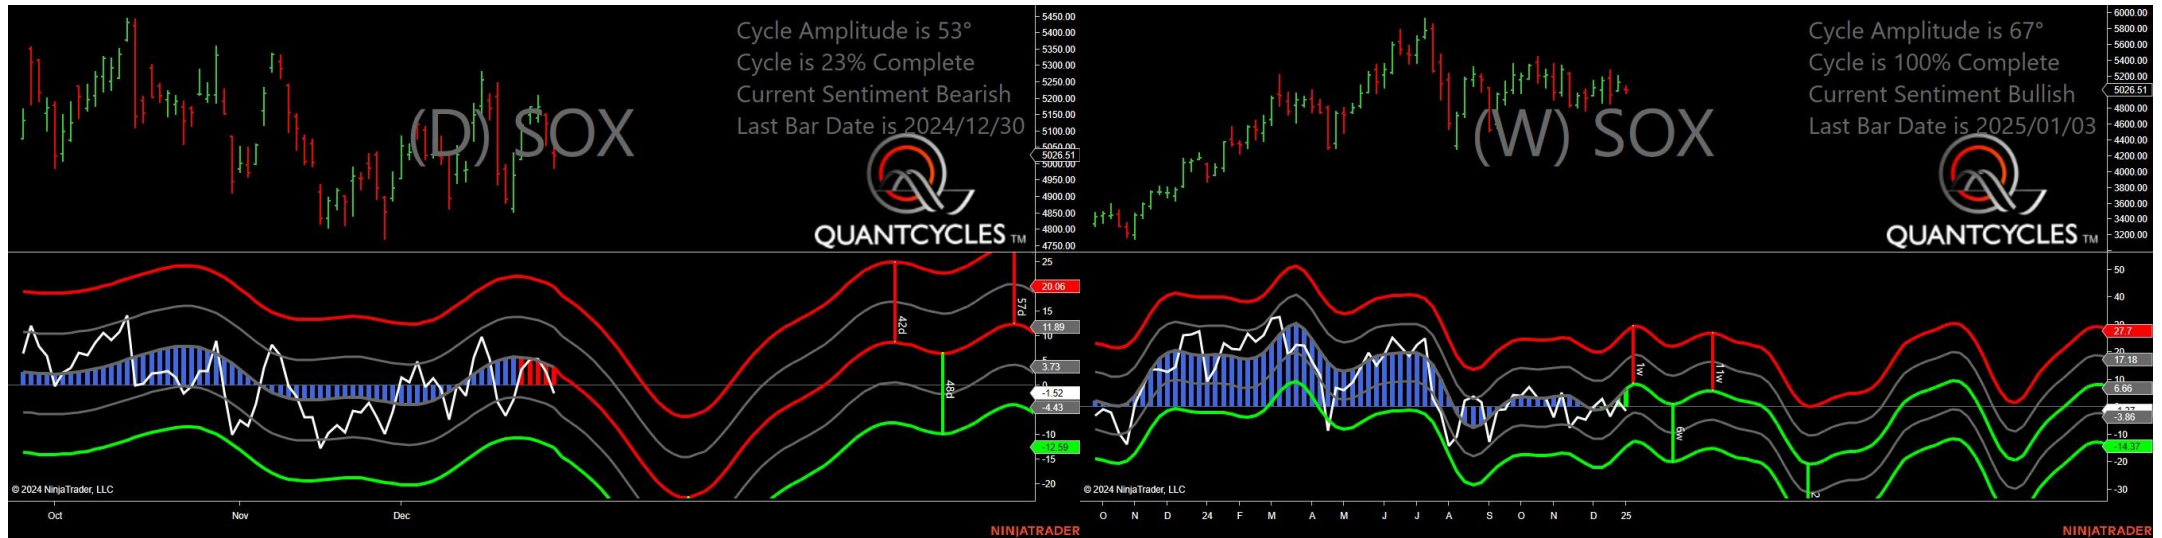 Cycle Amplitude is 53°
Cycle is 23% Complete
Current Sentiment Bearish
Last Bar Date is 2024/12/30
(D) SOX
QUANTCYCLES TM
5450.00
5400.00
5350.00
5300.00
5250.00
5200.00
5150.00
5100.00
5026.51
5000.00
4950.00
4900.00
4850.00
4800.00
4750.00
25
20.06
15
11.89
10
5
3.73
0
-1.52
-4.43
-10
-12.59
-15
-20
42d
48d
57d
© 2024 NinjaTrader, LLC
Oct Nov Dec
NINJATRADER
Cycle Amplitude is 67°
Cycle is 100% Complete
Current Sentiment Bullish
Last Bar Date is 2025/01/03
(W) SOX
QUANTCYCLES TM
6000.00
5800.00
5600.00
5400.00
5200.00
5026.51
4800.00
4600.00
4400.00
4200.00
4000.00
3800.00
3600.00
3400.00
3200.00
50
40
27.7
20
17.18
10
6.66
-3.86
-10
-14.37
-20
-30
1w
6w
11w
© 2024 NinjaTrader, LLC
O N D 24 F M A M J J A S O N D 25
NINJATRADER